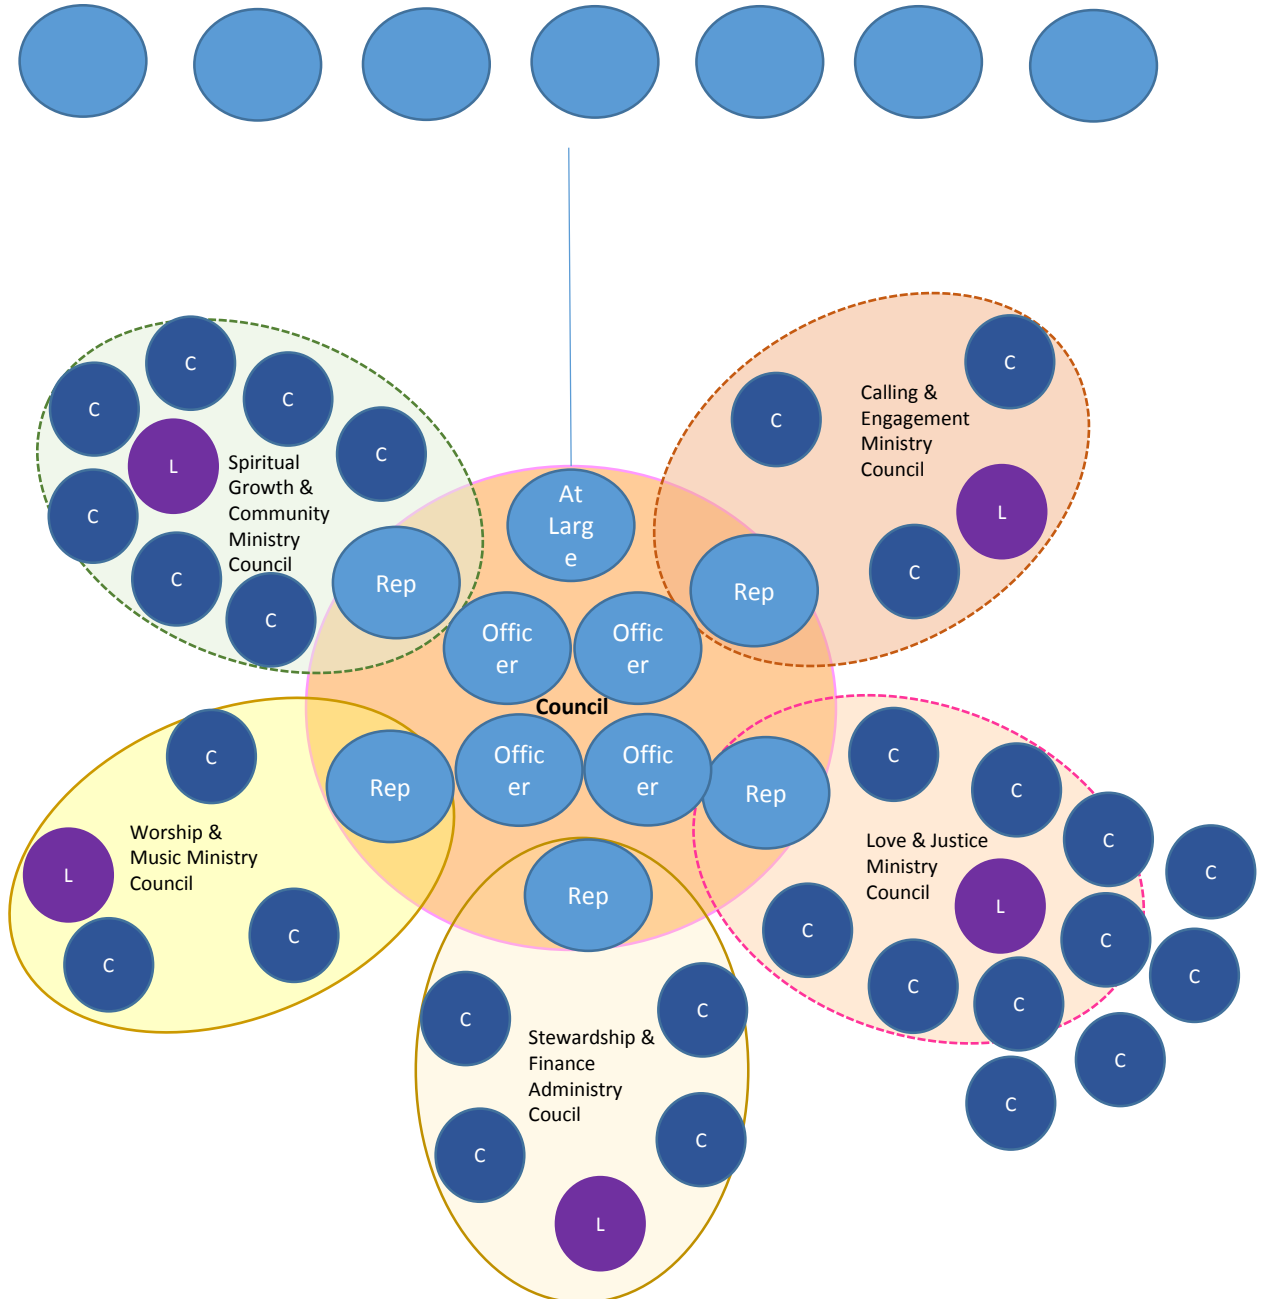 C
C
C
C
L
C
C
C
Spiritual
Growth &
Community
Ministry
Council
Rep
At
Larg
e
C
C
Calling &
Engagement
Ministry
Council
L
C
Rep
Offic
er
Offic
er
Council
Offic
er
Offic
er
Rep
C
Worship &
Music Ministry
Council
L
C
C
Rep
C
C
C
C
Love & Justice
Ministry
Council
L
C
C
C
C
C
C
C
C
Rep
C
C
Stewardship &
Finance
Administry
Coucil
C
C
L